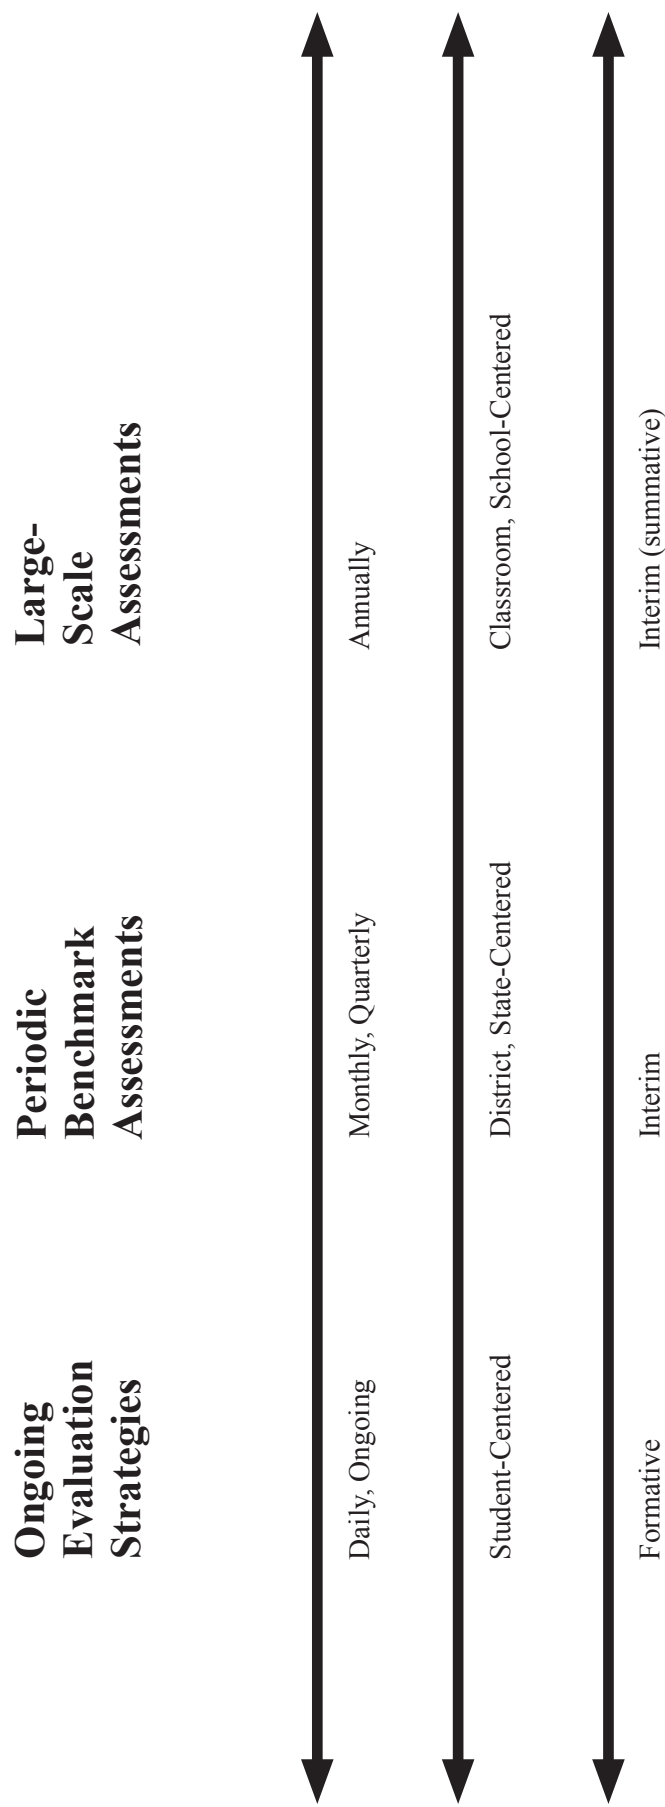 Ongoing
Evaluation
Strategies
Periodic
Benchmark
Assessments
Large-
Scale
Assessments
Daily, Ongoing
Monthly, Quarterly
Annually
Student-Centered
District, State-Centered
Classroom, School-Centered
Formative
Interim
Interim (summative)